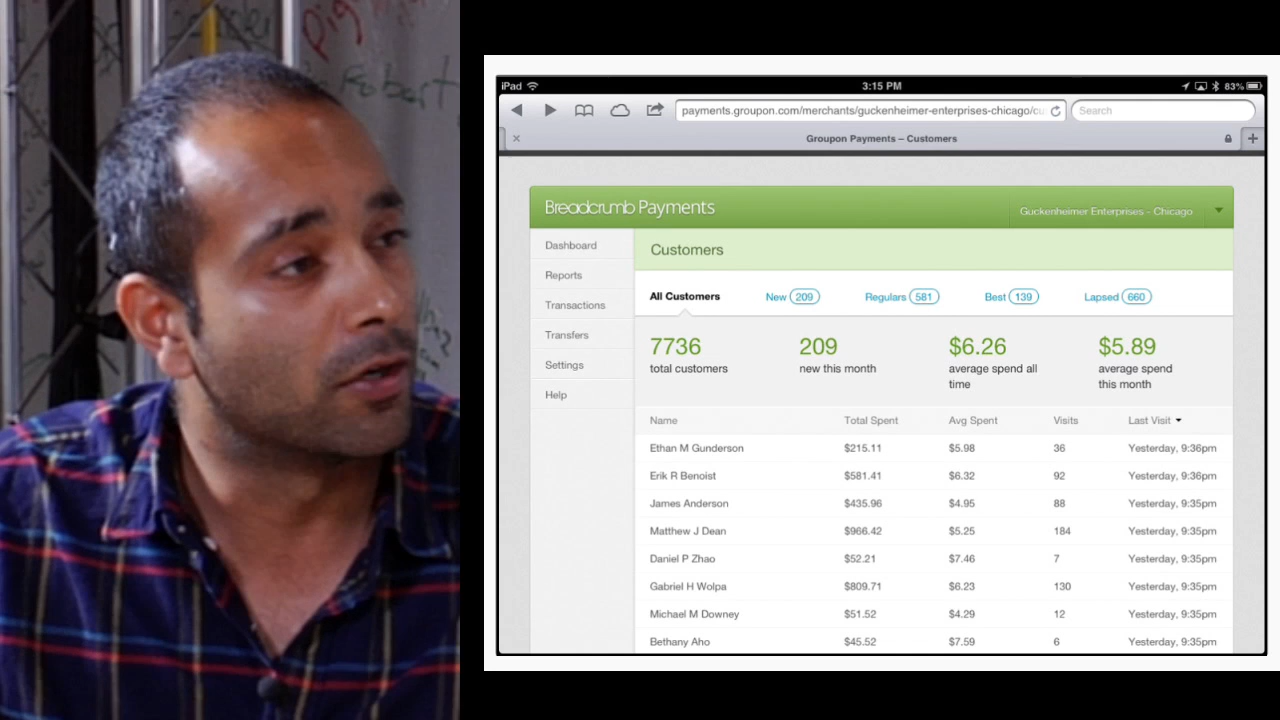 Pig
Robert
iPad
3:15 PM
83%
payments.groupon.com/merchants/guckenheimer-enterprises-chicago/cu
Search
Groupon Payments – Customers
Breadcrumb Payments
Guckenheimer Enterprises - Chicago
Dashboard
Reports
Transactions
Transfers
Settings
Help
Customers
All Customers
New 209
Regulars 581
Best 139
Lapsed 660
7736
total customers
209
new this month
$6.26
average spend all
time
$5.89
average spend
this month
Name Total Spent Avg Spent Visits Last Visit
Ethan M Gunderson $215.11 $5.98 36 Yesterday, 9:36pm
Erik R Benoist $581.41 $6.32 92 Yesterday, 9:36pm
James Anderson $435.96 $4.95 88 Yesterday, 9:35pm
Matthew J Dean $966.42 $5.25 184 Yesterday, 9:35pm
Daniel P Zhao $52.21 $7.46 7 Yesterday, 9:35pm
Gabriel H Wolpa $809.71 $6.23 130 Yesterday, 9:35pm
Michael M Downey $51.52 $4.29 12 Yesterday, 9:35pm
Bethany Aho $45.52 $7.59 6 Yesterday, 9:35pm